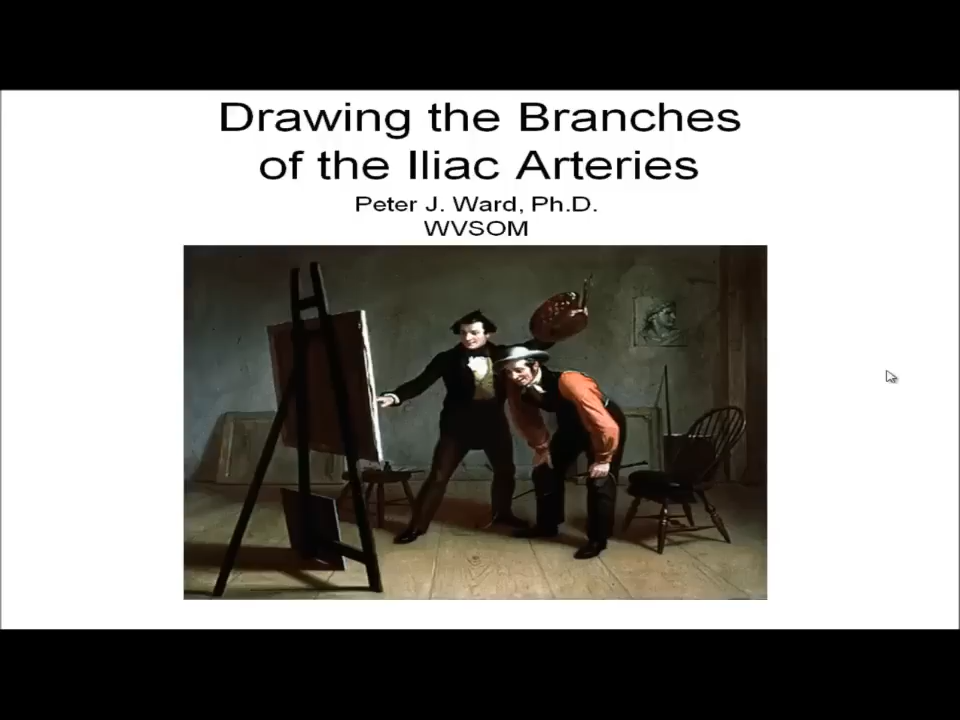 Drawing the Branches
of the Iliac Arteries
Peter J. Ward, Ph.D.
WVSOM